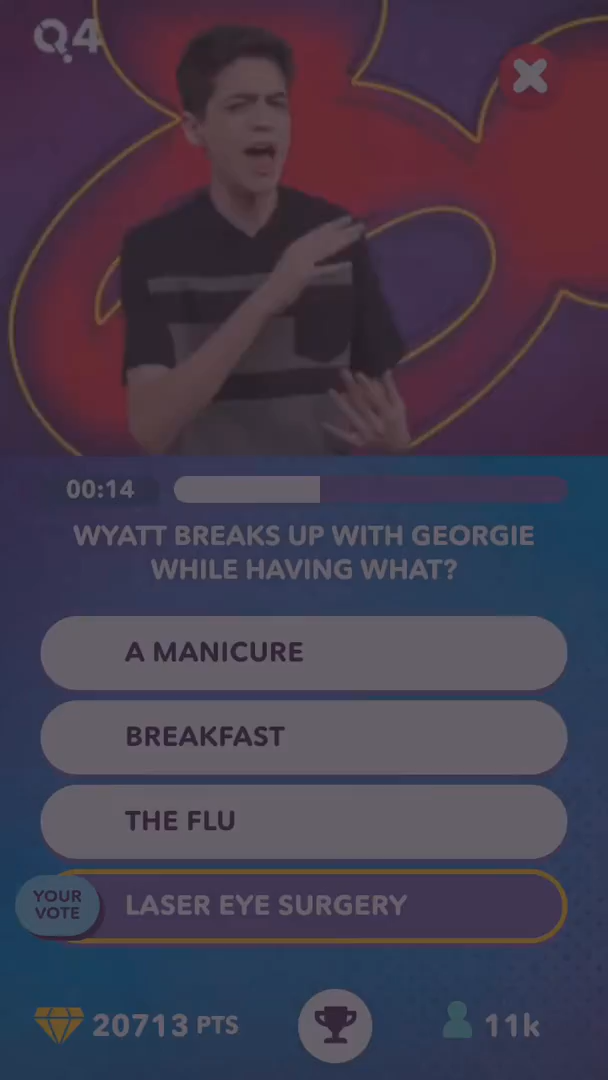 Q4
00:14
WYATT BREAKS UP WITH GEORGIE
WHILE HAVING WHAT?
A MANICURE
BREAKFAST
THE FLU
YOUR
VOTE
LASER EYE SURGERY
20713 PTS
11k